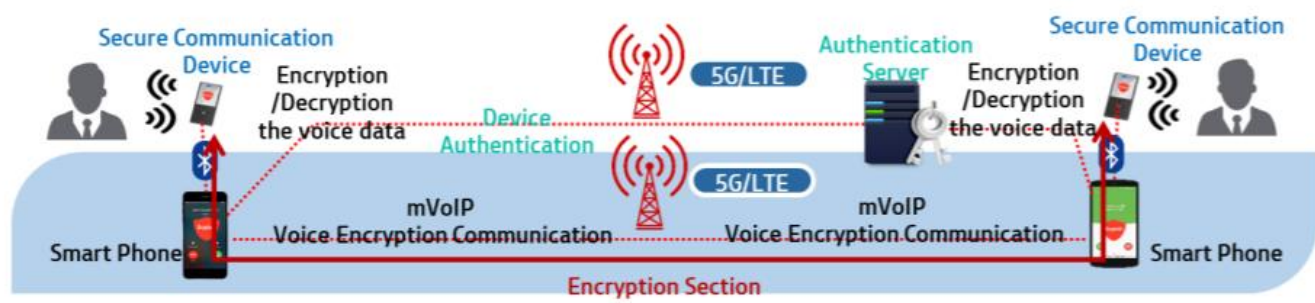 Secure Communication
Device
Encryption
/Decryption
the voice data
5G/LTE
Device
Authentication
Authentication
Server
Encryption
/Decryption
the voice data
Secure Communication
Device
5G/LTE
mVoIP
Voice Encryption Communication
mVoIP
Voice Encryption Communication
Smart Phone
Smart Phone
Encryption Section